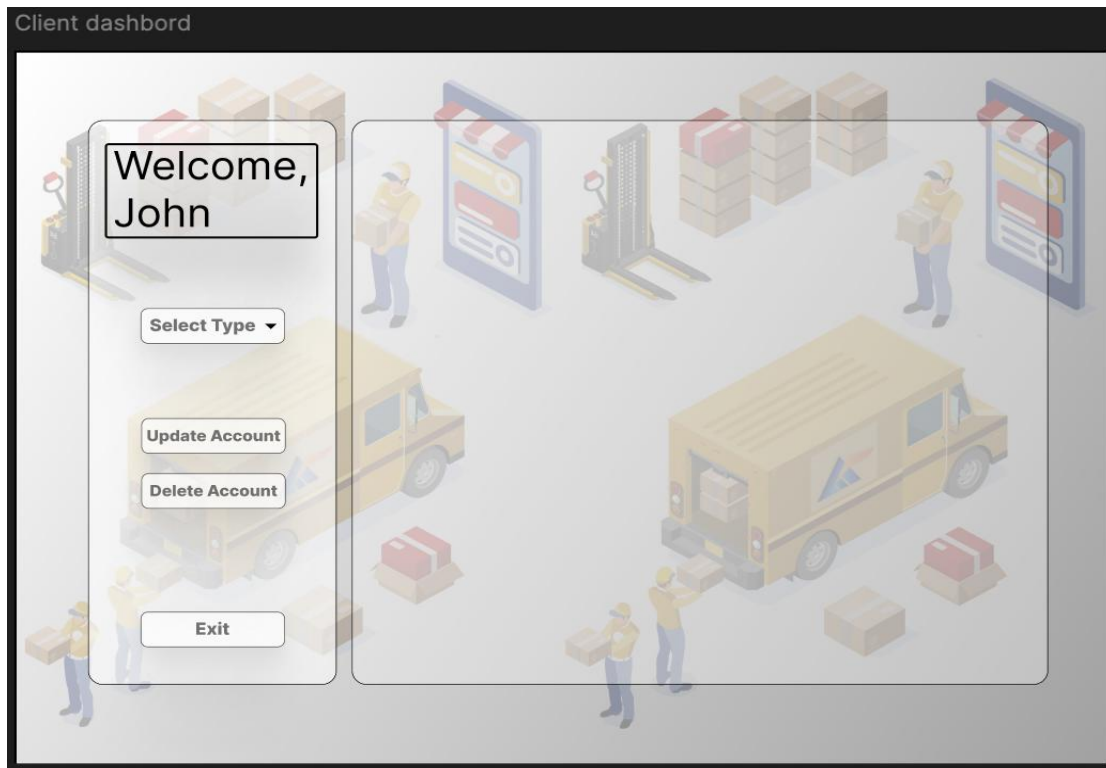 Client dashbord
Welcome,
John
Select Type
Update Account
Delete Account
Exit